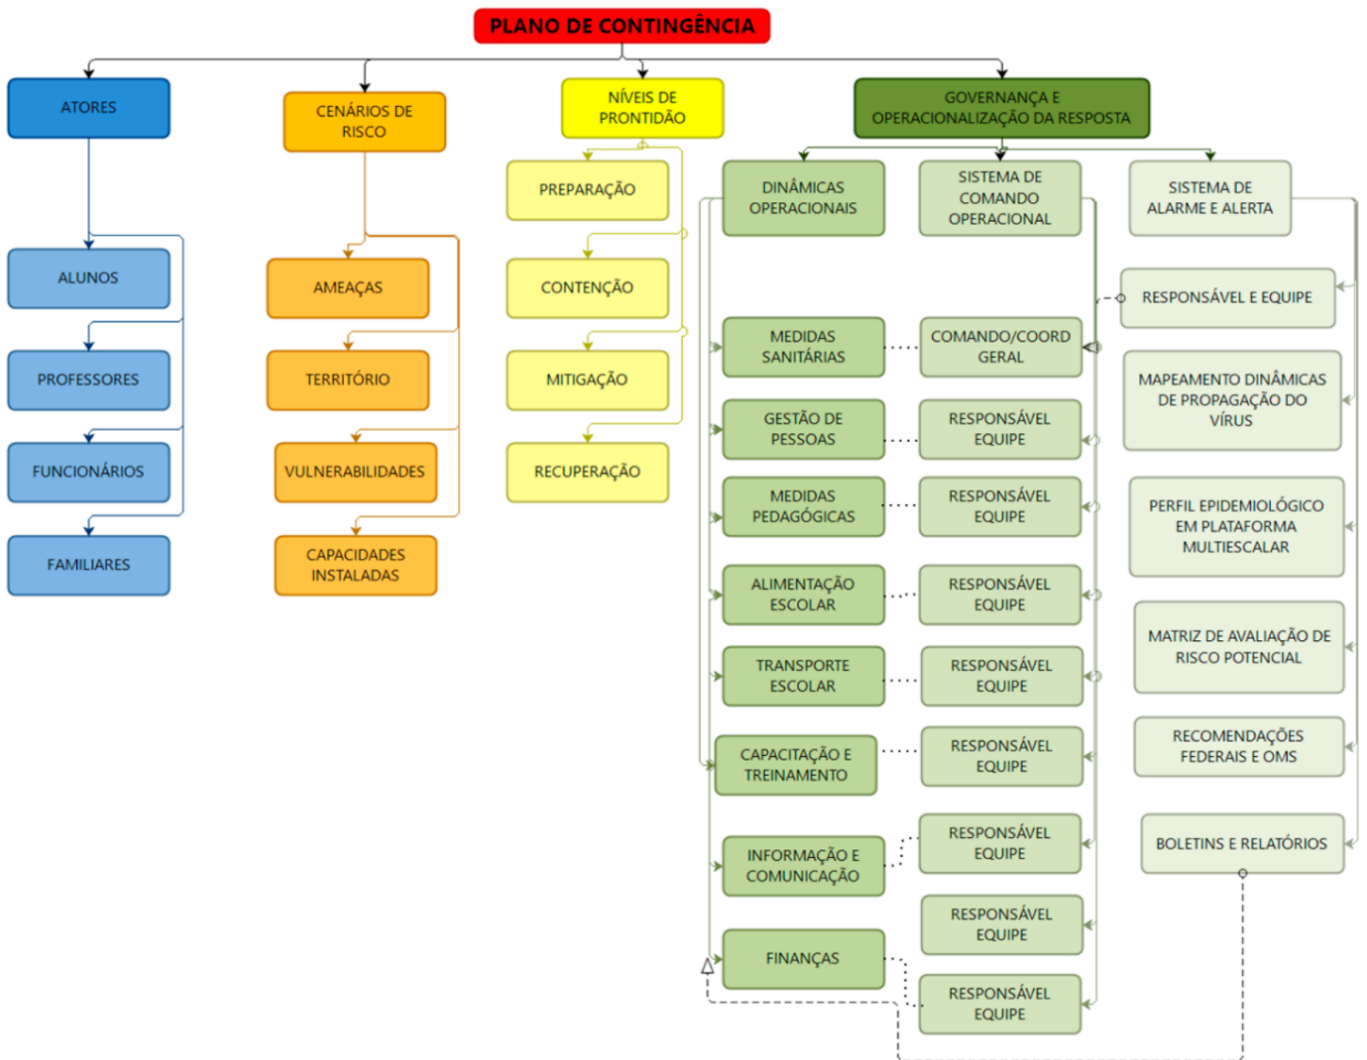 PLANO DE CONTINGÊNCIA
ATORES
ALUNOS
PROFESSORES
FUNCIONÁRIOS
FAMILIARES
CENÁRIOS DE
RISCO
AMEAÇAS
TERRITÓRIO
VULNERABILIDADES
CAPACIDADES
INSTALADAS
NÍVEIS DE
PRONTIDÃO
PREPARAÇÃO
CONTENÇÃO
MITIGAÇÃO
RECUPERAÇÃO
GOVERNANÇA E
OPERACIONALIZAÇÃO DA RESPOSTA
DINÂMICAS
OPERACIONAIS
MEDIDAS
SANITÁRIAS
GESTÃO DE
PESSOAS
MEDIDAS
PEDAGÓGICAS
ALIMENTAÇÃO
ESCOLAR
TRANSPORTE
ESCOLAR
CAPACITAÇÃO E
TREINAMENTO
INFORMAÇÃO E
COMUNICAÇÃO
FINANÇAS
SISTEMA DE
COMANDO
OPERACIONAL
COMANDO/COORD
GERAL
RESPONSÁVEL
EQUIPE
RESPONSÁVEL
EQUIPE
RESPONSÁVEL
EQUIPE
RESPONSÁVEL
EQUIPE
RESPONSÁVEL
EQUIPE
RESPONSÁVEL
EQUIPE
RESPONSÁVEL
EQUIPE
RESPONSÁVEL
EQUIPE
SISTEMA DE
ALARME E ALERTA
RESPONSÁVEL E EQUIPE
MAPEAMENTO DINÂMICAS
DE PROPAGAÇÃO DO
VÍRUS
PERFIL EPIDEMIOLÓGICO
EM PLATAFORMA
MULTIESCALAR
MATRIZ DE AVALIAÇÃO DE
RISCO POTENCIAL
RECOMENDAÇÕES
FEDERAIS E OMS
BOLETINS E RELATÓRIOS